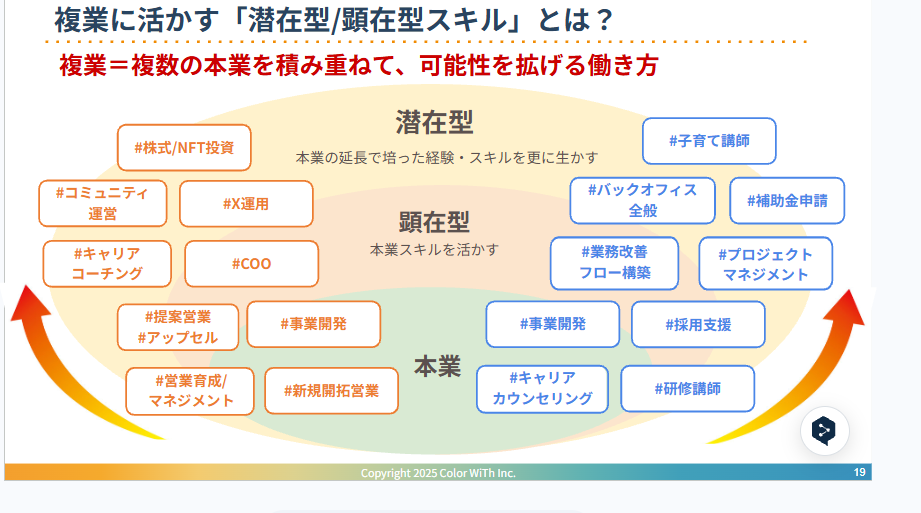 複業に活かす「潜在型/顕在型スキル」とは？
複業＝複数の本業を積み重ねて、可能性を拡げる働き方
潜在型
本業の延長で培った経験・スキルを更に生かす
#株式/NFT投資
#子育て講師
#コミュニティ
運営
#X運用
#バックオフィス
全般
#補助金申請
顕在型
本業スキルを活かす
#キャリア
コーチング
#COO
#業務改善
フロー構築
#プロジェクト
マネジメント
#提案営業
#アップセル
#事業開発
#事業開発
#採用支援
本業
#営業育成/
マネジメント
#新規開拓営業
#キャリア
カウンセリング
#研修講師
Copyright 2025 Color WiTh Inc.
19